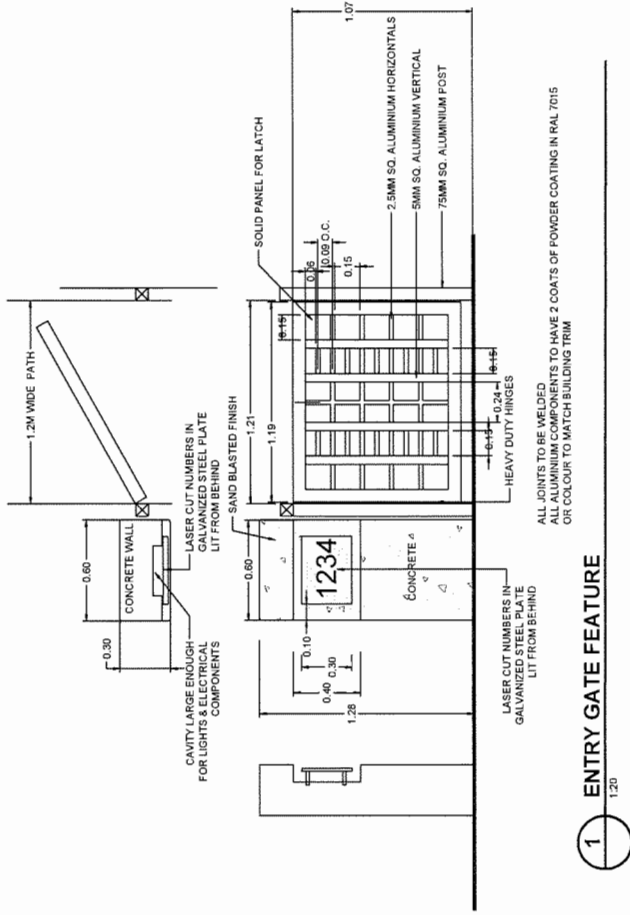 1.2M WIDE PATH
0.60
0.30
CONCRETE WALL
LASER CUT NUMBERS IN
GALVANIZED STEEL PLATE
LIT FROM BEHIND
CAVITY LARGE ENOUGH
FOR LIGHTS & ELECTRICAL
COMPONENTS
SAND BLASTED FINISH
0.60
1.21
1.19
0.15
0.06
0.09 O.C.
0.15
SOLID PANEL FOR LATCH
1.07
2.5MM SQ. ALUMINIUM HORIZONTALS
5MM SQ. ALUMINIUM VERTICAL
75MM SQ. ALUMINIUM POST
0.15
0.24
0.15
HEAVY DUTY HINGES
1234
CONCRETE
0.10
0.30
0.40
1.28
LASER CUT NUMBERS IN
GALVANIZED STEEL PLATE
LIT FROM BEHIND
ALL JOINTS TO BE WELDED
ALL ALUMINIUM COMPONENTS TO HAVE 2 COATS OF POWDER COATING IN RAL 7015
OR COLOUR TO MATCH BUILDING TRIM
1
ENTRY GATE FEATURE
1:20